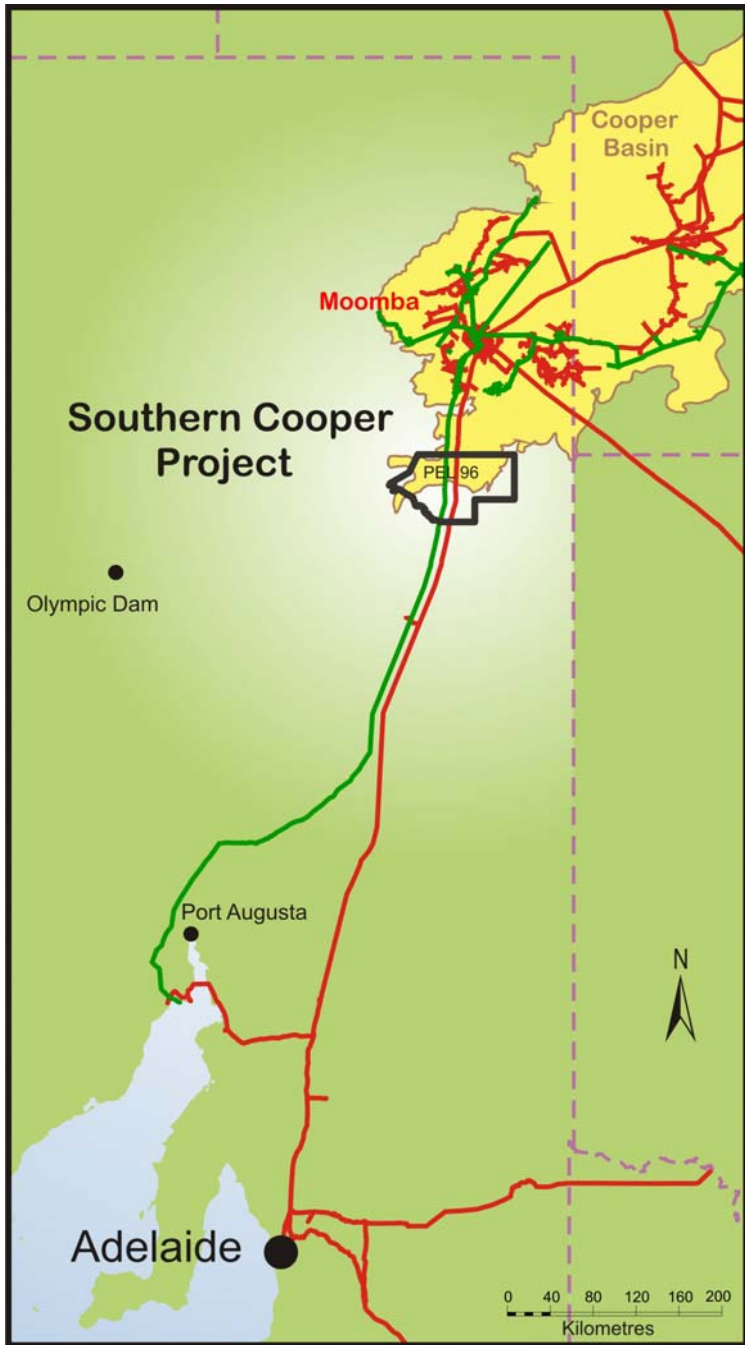 Cooper
Basin
Moomba
Southern Cooper
Project
PEL 96
Olympic Dam
Port Augusta
N
Adelaide
0 40 80 120 160 200
Kilometres